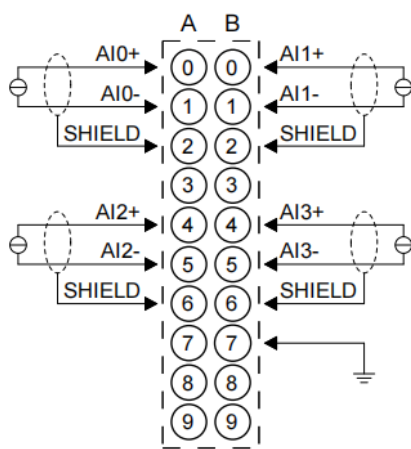 A B
AI0+ 0 0 AI1+
AI0- 1 1 AI1-
SHIELD 2 2 SHIELD
3 3
AI2+ 4 4 AI3+
AI2- 5 5 AI3-
SHIELD 6 6 SHIELD
7 7
8 8
9 9